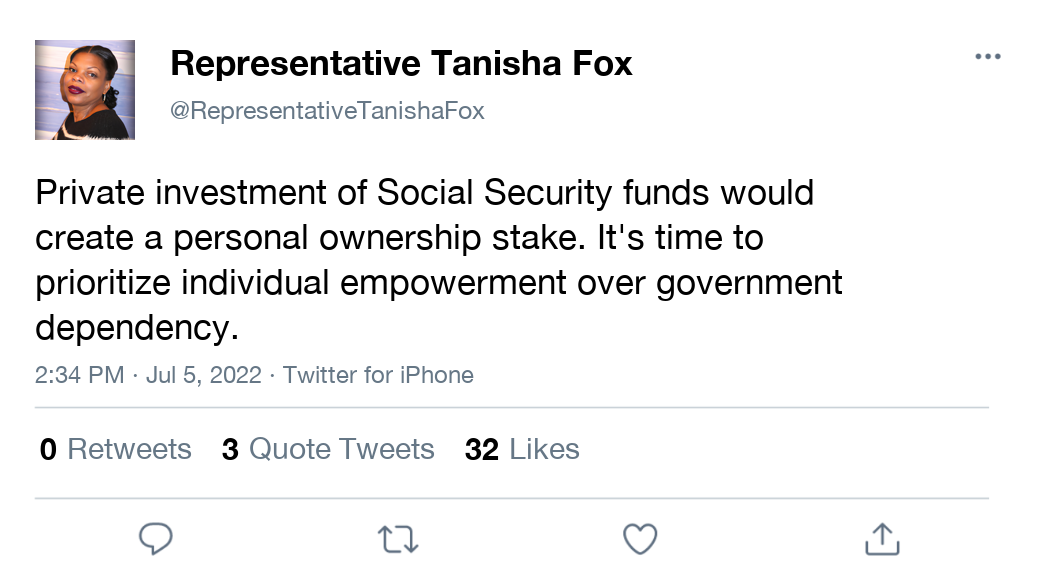 Representative Tanisha Fox
@RepresentativeTanishaFox
Private investment of Social Security funds would
create a personal ownership stake. It's time to
prioritize individual empowerment over government
dependency.
2:34 PM · Jul 5, 2022 · Twitter for iPhone
0 Retweets 3 Quote Tweets 32 Likes